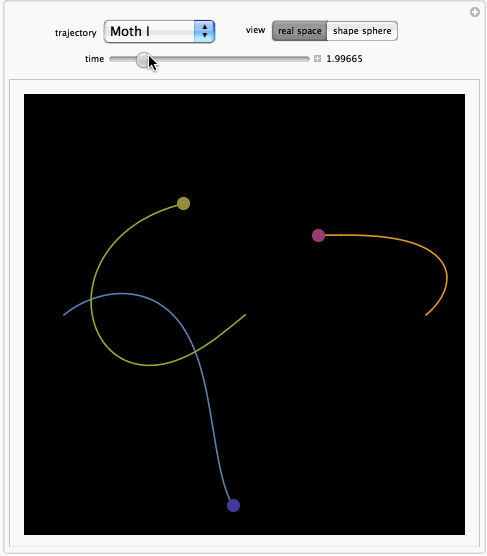 trajectory Moth I view real space shape sphere
time 1.99665